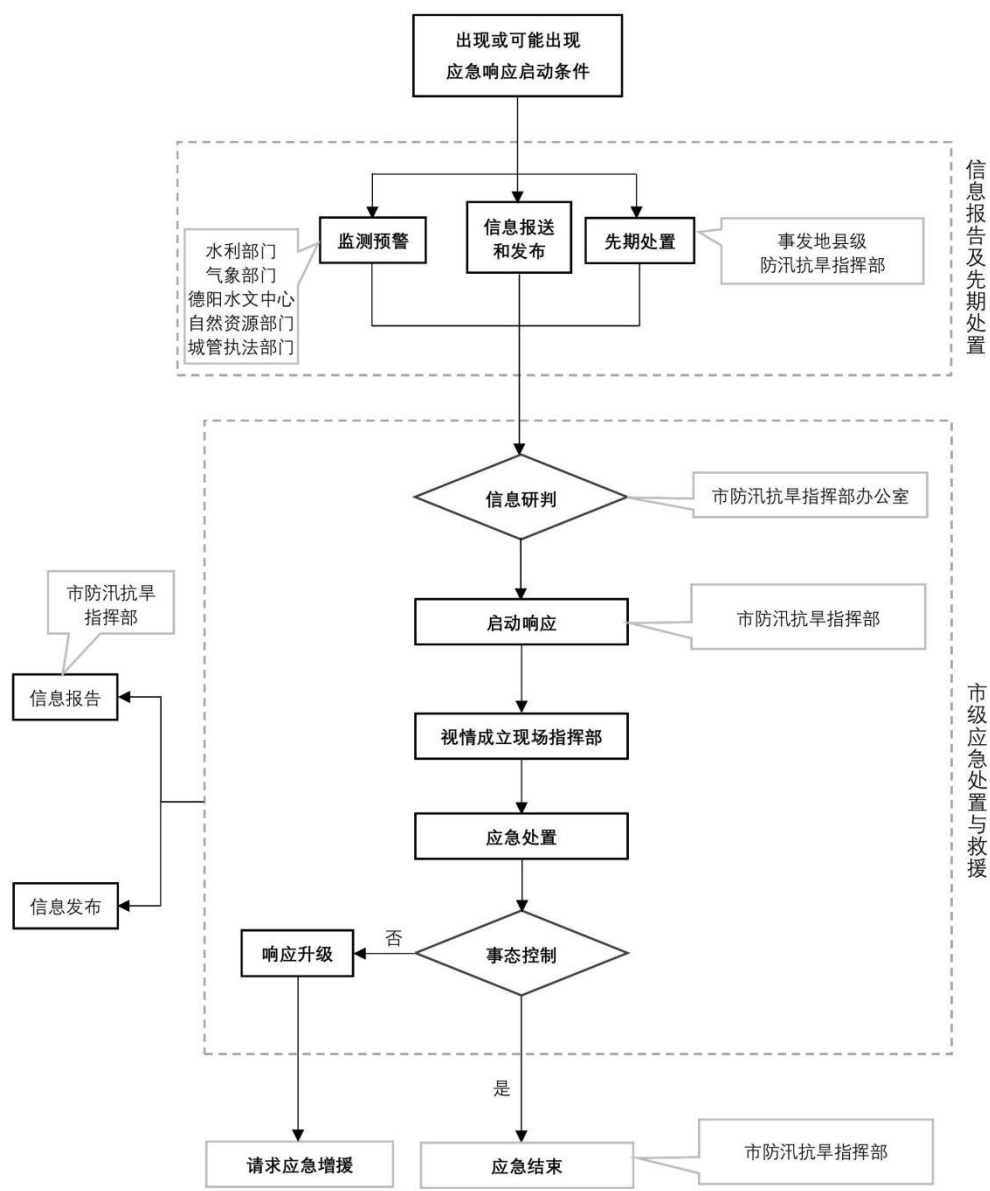 出现或可能出现
应急响应启动条件
信息报告及先期处置
监测预警
信息报送
和发布
先期处置
水利部门
气象部门
德阳水文中心
自然资源部门
城管执法部门
事发地县级
防汛抗旱指挥部
市级应急处置与救援
信息研判
市防汛抗旱指挥部办公室
启动响应
市防汛抗旱指挥部
市防汛抗旱
指挥部
信息报告
视情成立现场指挥部
应急处置
信息发布
事态控制
否
响应升级
是
请求应急增援
应急结束
市防汛抗旱指挥部